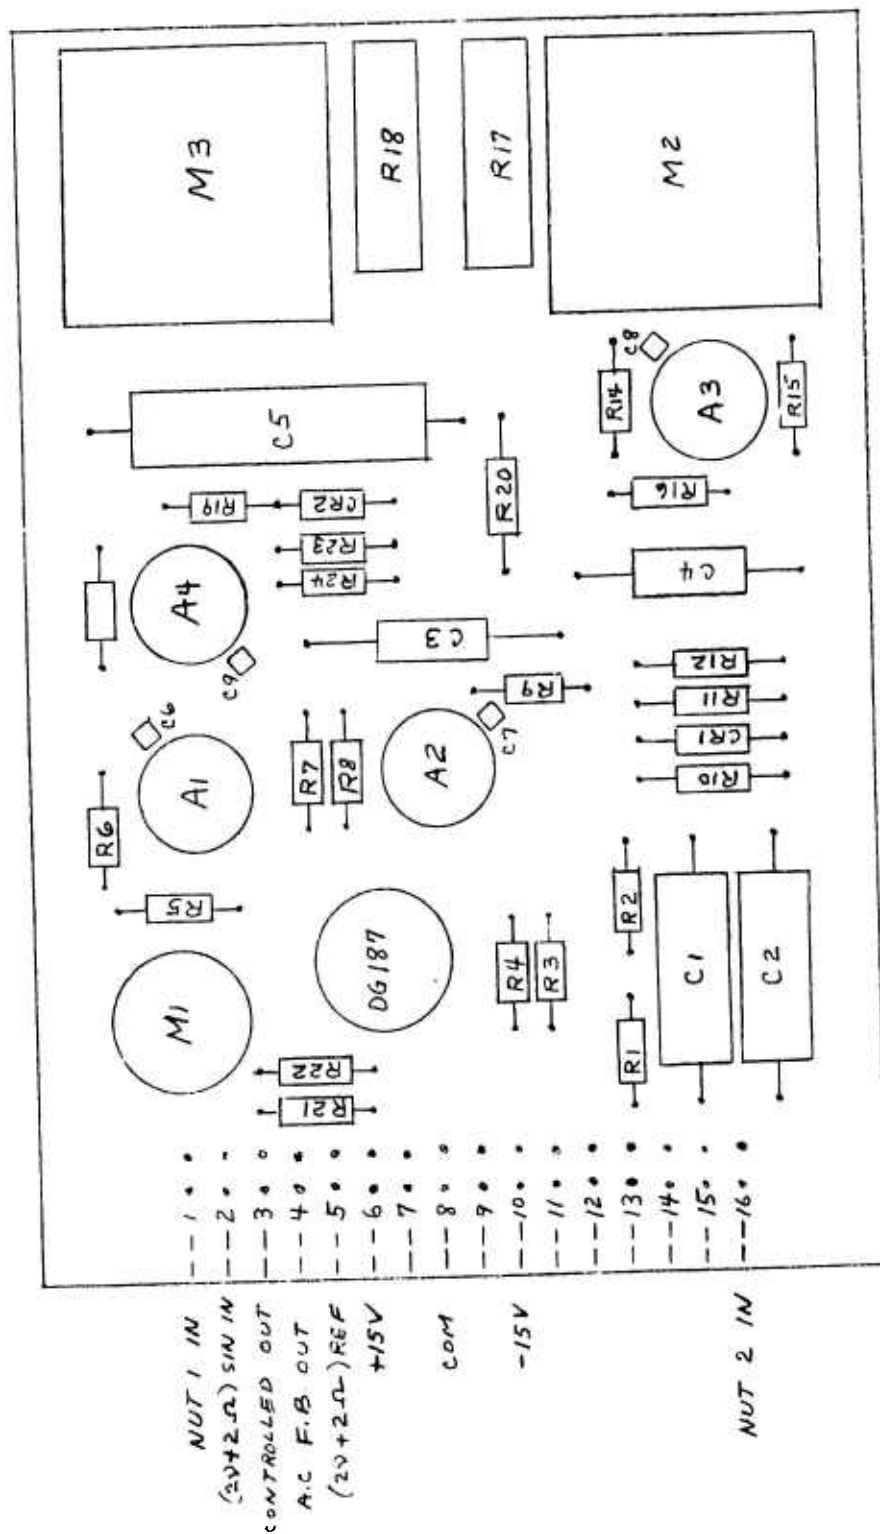 M3
R18
R17
M2
C5
R19
CR2
R23
R24
R20
R14
C8
A3
R15
R16
C4
A4
C9
C3
R9
C7
R12
R11
CR1
R10
C6
A1
R6
R7
R8
A2
R5
M1
DG187
R4
R3
R2
R1
C1
C2
R22
R21
NUT 1 IN --- 1
(2ν+2Ω) SIN IN --- 2
CONTROLLED OUT --- 3
A.C F.B OUT -- 4
(2ν+2Ω) REF -- 5
+15V -- 6
-- 7
COM -- 8
-- 9
-15V -- 10
-- 11
-- 12
-- 13
-- 14
-- 15
NUT 2 IN -- 16